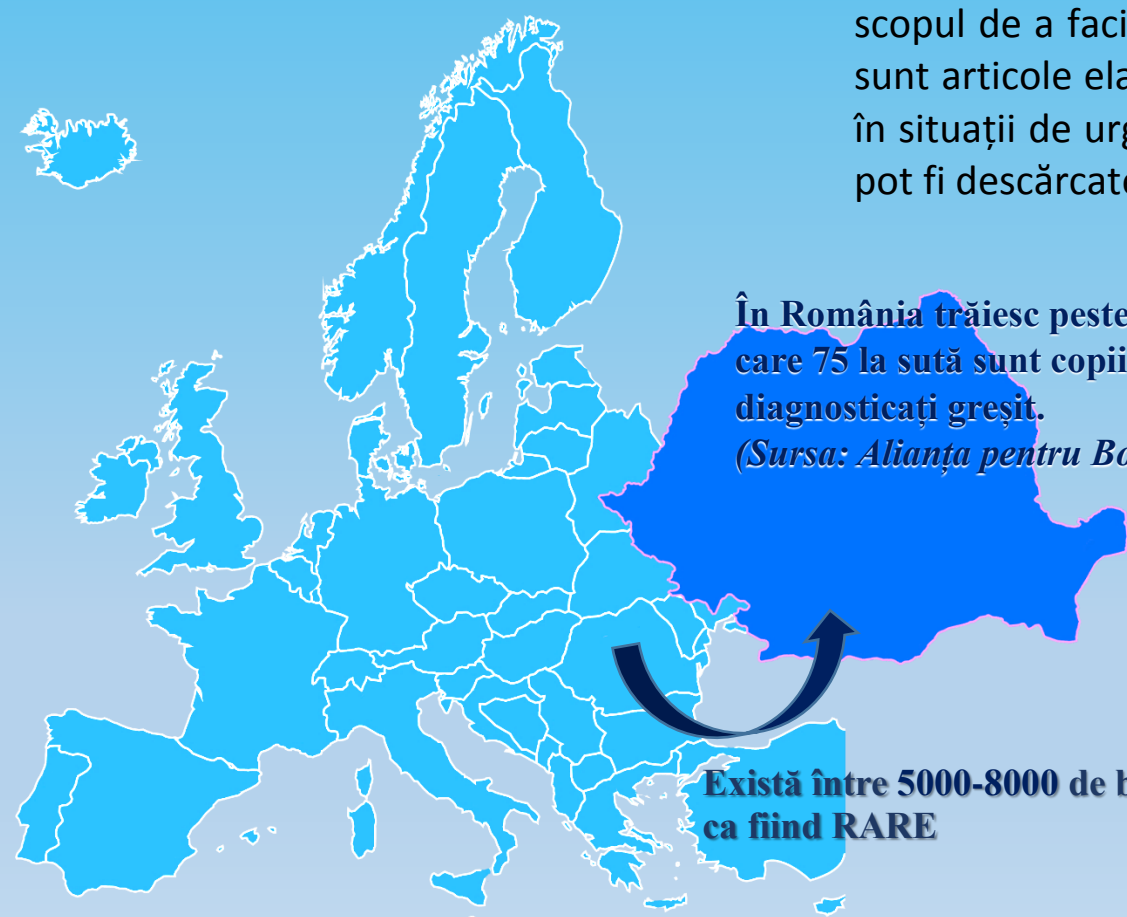 scopul de a faci
sunt articole ela
în situații de urg
pot fi descărcat
În România trăiesc peste
care 75 la sută sunt copii
diagnosticați greșit.
(Sursa: Alianța pentru Bo
Există între 5000-8000 de b
ca fiind RARE